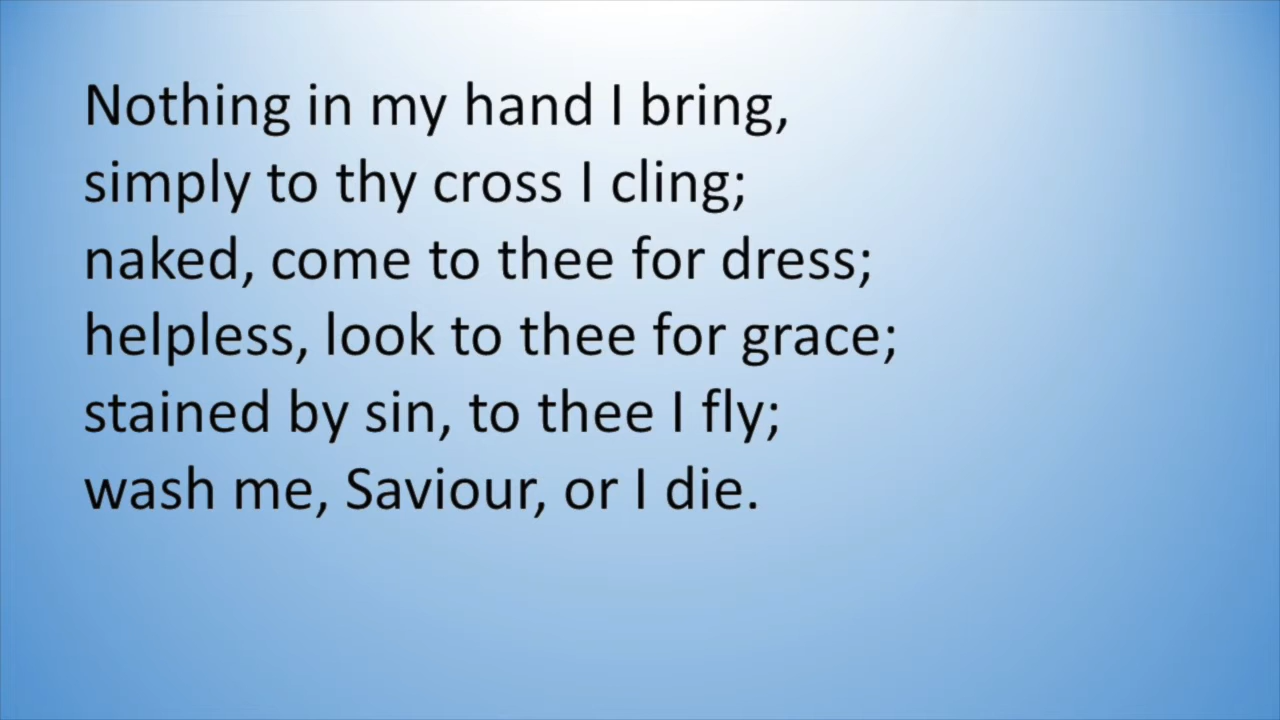 Nothing in my hand I bring,
simply to thy cross I cling;
naked, come to thee for dress;
helpless, look to thee for grace;
stained by sin, to thee I fly;
wash me, Saviour, or I die.